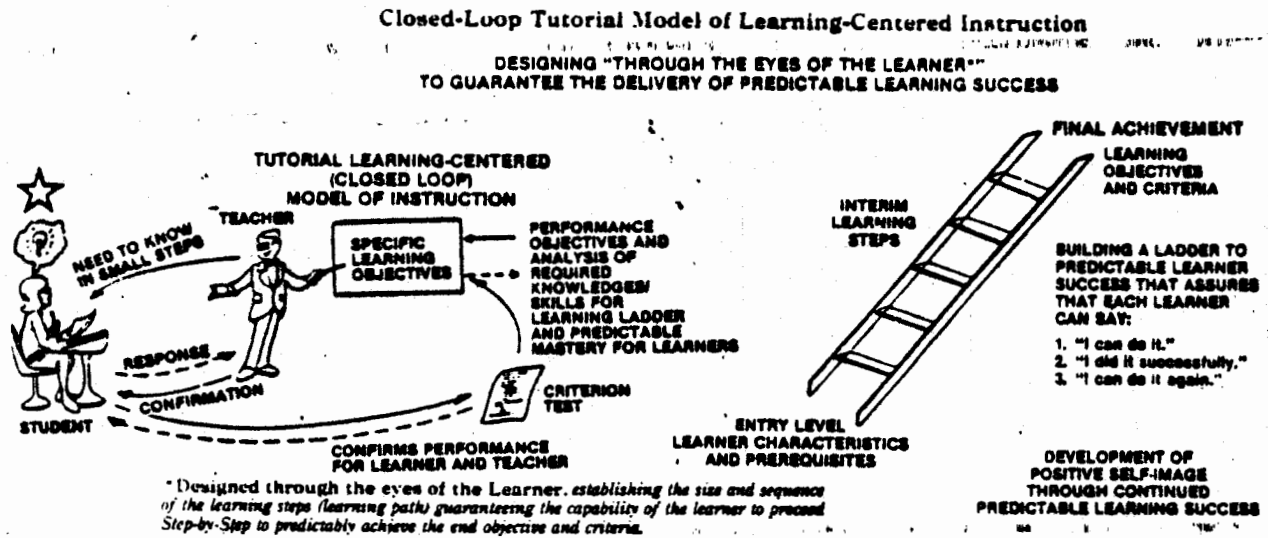 Closed-Loop Tutorial Model of Learning-Centered Instruction
DESIGNING "THROUGH THE EYES OF THE LEARNER*"
TO GUARANTEE THE DELIVERY OF PREDICTABLE LEARNING SUCCESS
TUTORIAL LEARNING-CENTERED
(CLOSED LOOP)
MODEL OF INSTRUCTION
TEACHER
NEED TO KNOW
IN SMALL STEPS
SPECIFIC
LEARNING
OBJECTIVES
PERFORMANCE
OBJECTIVES AND
ANALYSIS OF
REQUIRED
KNOWLEDGES/
SKILLS FOR
LEARNING LADDER
AND PREDICTABLE
MASTERY FOR LEARNERS
RESPONSE
CONFIRMATION
STUDENT
CRITERION
TEST
CONFIRMS PERFORMANCE
FOR LEARNER AND TEACHER
FINAL ACHIEVEMENT
LEARNING
OBJECTIVES
AND CRITERIA
INTERIM
LEARNING
STEPS
BUILDING A LADDER TO
PREDICTABLE LEARNER
SUCCESS THAT ASSURES
THAT EACH LEARNER
CAN SAY:
1. "I can do it."
2. "I did it successfully."
3. "I can do it again."
ENTRY LEVEL
LEARNER CHARACTERISTICS
AND PREREQUISITES
DEVELOPMENT OF
POSITIVE SELF-IMAGE
THROUGH CONTINUED
PREDICTABLE LEARNING SUCCESS
*Designed through the eyes of the Learner, establishing the size and sequence
of the learning steps (learning path) guaranteeing the capability of the learner to proceed
Step-by-Step to predictably achieve the end objective and criteria.